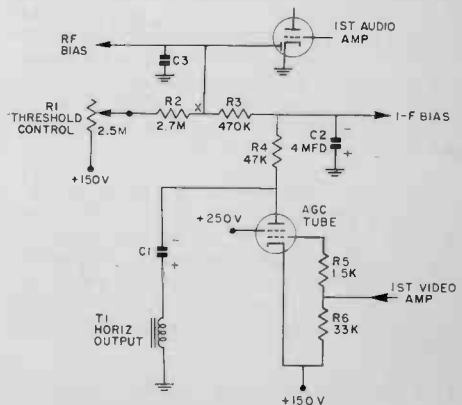 1ST AUDIO
AMP
RF
BIAS
C3
R1
THRESHOLD
CONTROL
2.5M
R2
2.7M
X
R3
470K
I-F BIAS
C2
4 MFD
-
+
R4
47K
+150V
AGC
TUBE
+250V
C1
-
+
R5
1.5K
1ST VIDEO
AMP
R6
33K
T1
HORIZ
OUTPUT
+150V